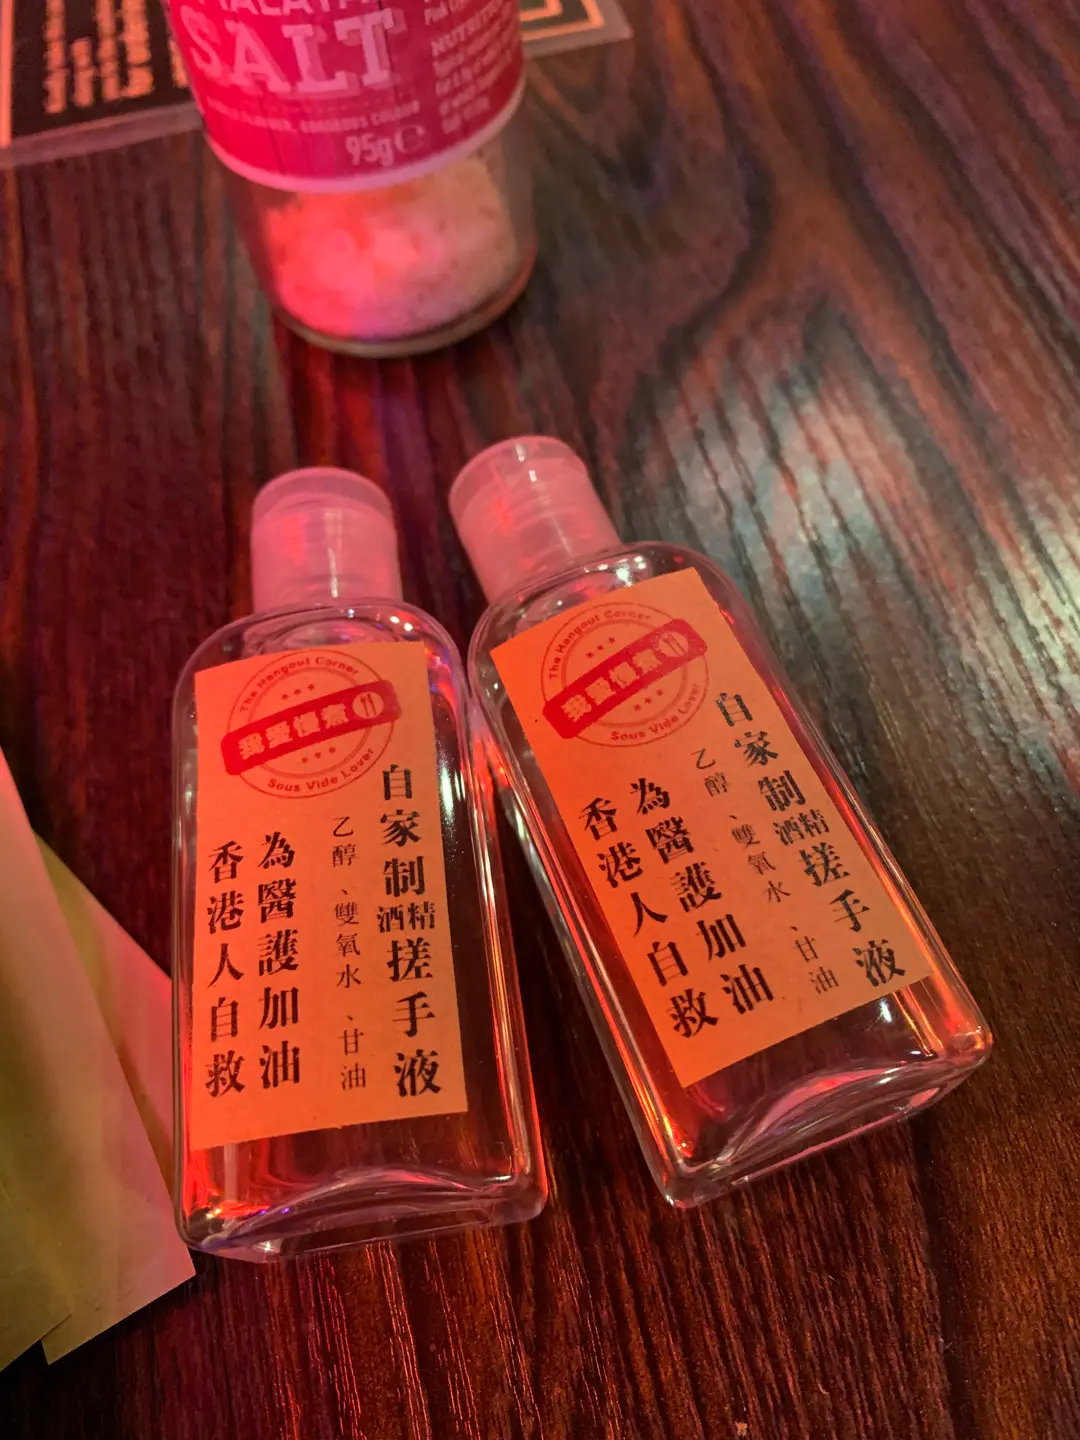 SALT
95g ℮
The Hangout Corner
我愛慢煮
Sous Vide Lover
自家制酒精搓手液
乙醇、雙氧水、甘油
為醫護加油
香港人自救
The Hangout Corner
我愛慢煮
Sous Vide Lover
自家制酒精搓手液
乙醇、雙氧水、甘油
為醫護加油
香港人自救